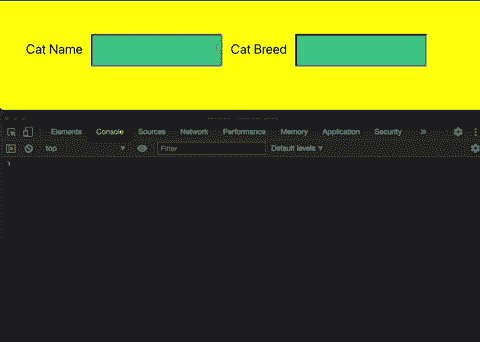 Cat Name Cat Breed
Elements Console Sources Network Performance Memory Application Security »
top Filter Default levels